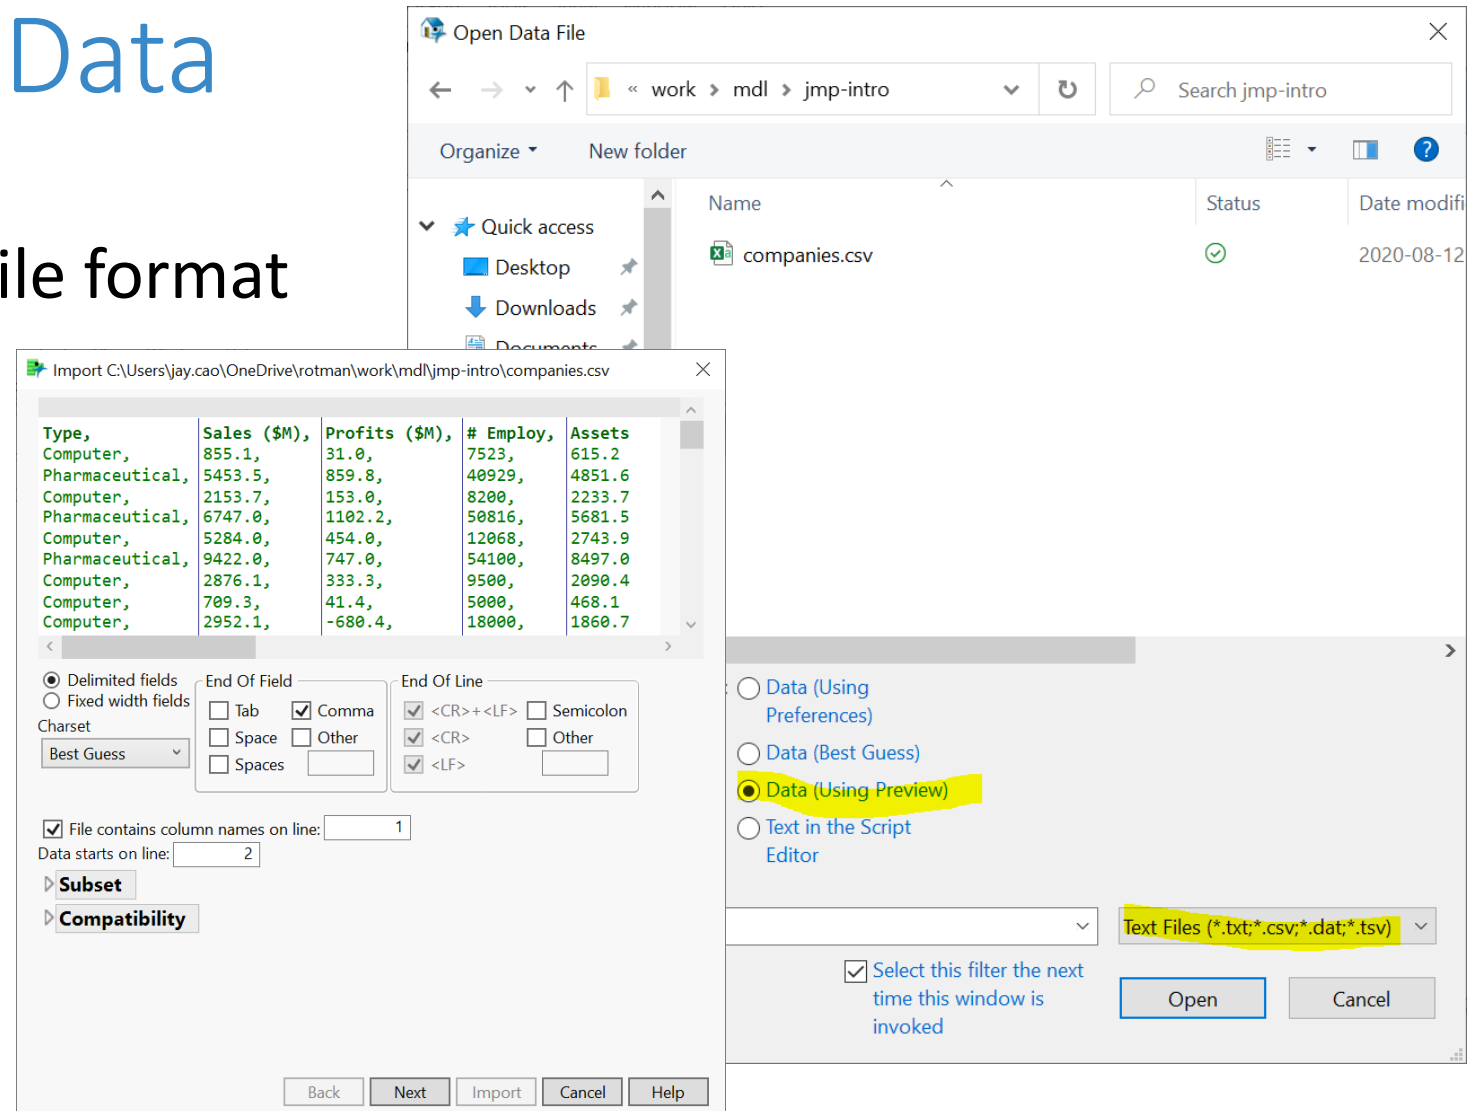 Data
ile format
Open Data File
« work > mdl > jmp-intro
Search jmp-intro
Organize
New folder
?
Name
Status
Date modifi
Quick access
companies.csv
2020-08-12
Desktop
Downloads
Documents
Import C:\Users\jay.cao\OneDrive\rotman\work\mdl\jmp-intro\companies.csv
Type, Sales ($M), Profits ($M), # Employ, Assets
Computer, 855.1, 31.0, 7523, 615.2
Pharmaceutical, 5453.5, 859.8, 40929, 4851.6
Computer, 2153.7, 153.0, 8200, 2233.7
Pharmaceutical, 6747.0, 1102.2, 50816, 5681.5
Computer, 5284.0, 454.0, 12068, 2743.9
Pharmaceutical, 9422.0, 747.0, 54100, 8497.0
Computer, 2876.1, 333.3, 9500, 2090.4
Computer, 709.3, 41.4, 5000, 468.1
Computer, 2952.1, -680.4, 18000, 1860.7
Delimited fields
Fixed width fields
Charset
Best Guess
End Of Field
Tab
Comma
Space
Other
Spaces
End Of Line
<CR>+<LF>
Semicolon
<CR>
Other
<LF>
File contains column names on line: 1
Data starts on line: 2
Subset
Compatibility
Back
Next
Import
Cancel
Help
: Data (Using
Preferences)
Data (Best Guess)
Data (Using Preview)
Text in the Script
Editor
Text Files (*.txt;*.csv;*.dat;*.tsv)
Select this filter the next
time this window is
invoked
Open
Cancel